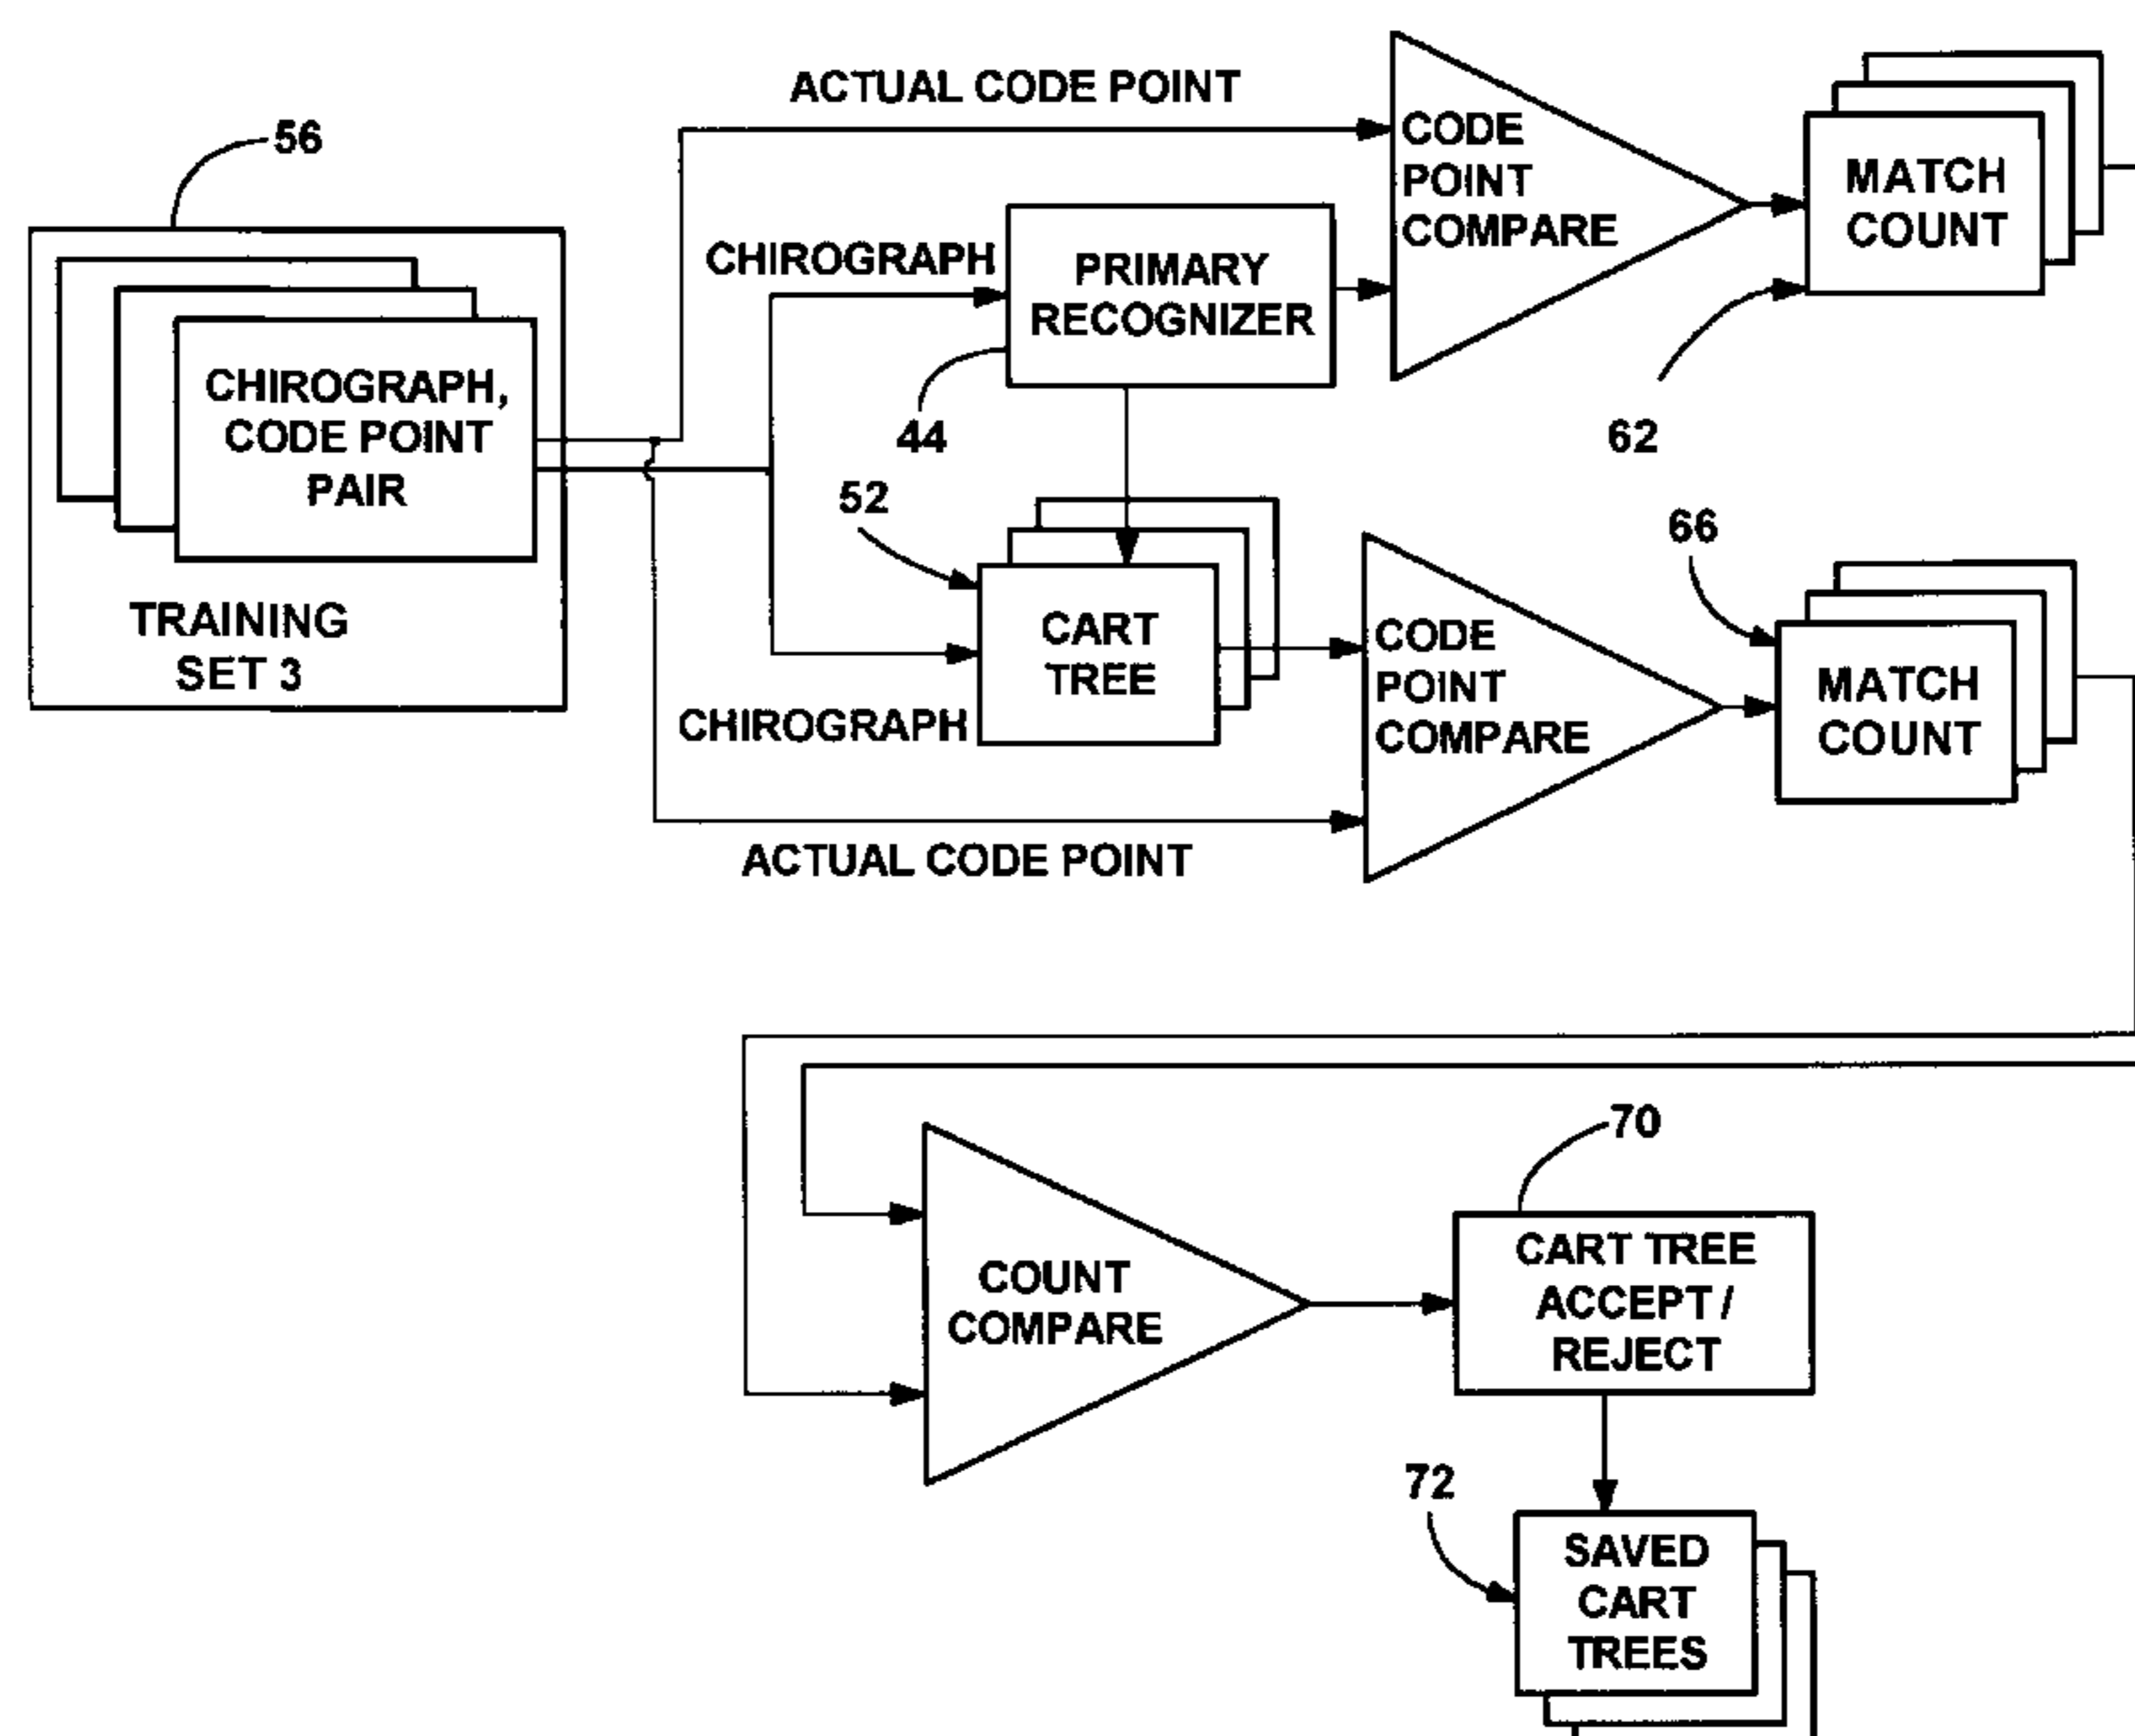 56
CHIROGRAPH,
CODE POINT
PAIR
TRAINING
SET 3
ACTUAL CODE POINT
CHIROGRAPH
PRIMARY
RECOGNIZER
44
CODE
POINT
COMPARE
MATCH
COUNT
62
52
CART
TREE
CHIROGRAPH
ACTUAL CODE POINT
CODE
POINT
COMPARE
66
MATCH
COUNT
COUNT
COMPARE
70
CART TREE
ACCEPT /
REJECT
72
SAVED
CART
TREES